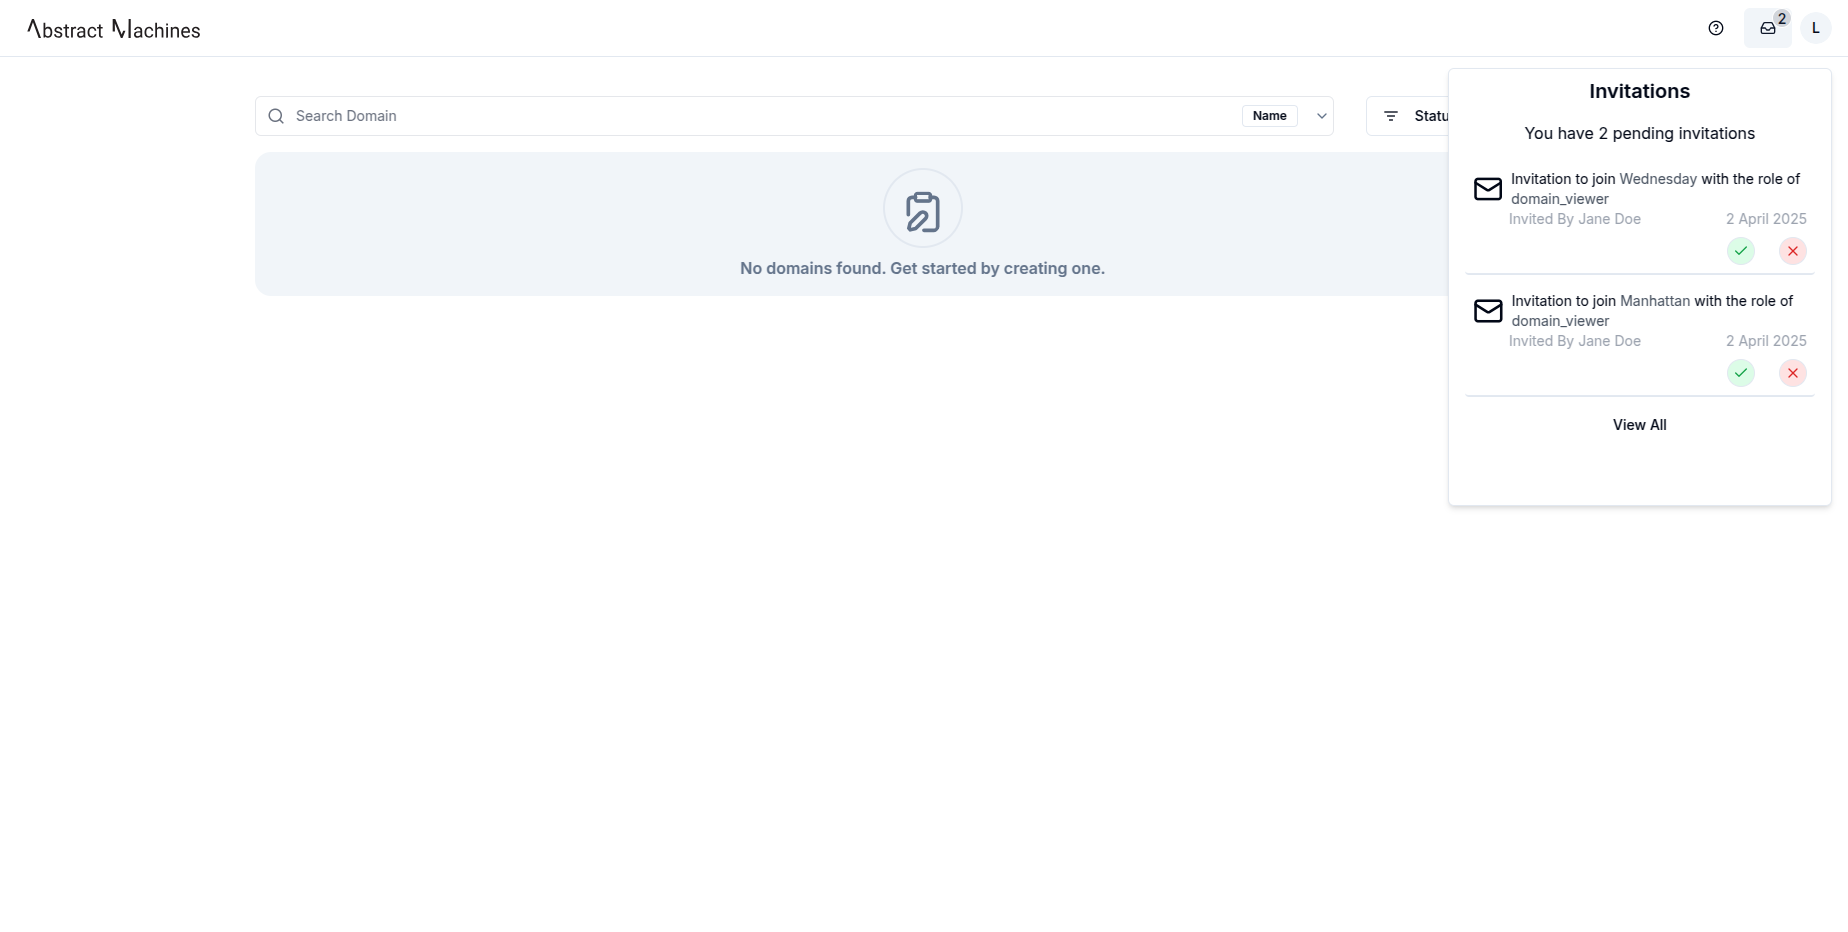 Abstract Machines
2
L
Search Domain
Name
Statu
No domains found. Get started by creating one.
Invitations
You have 2 pending invitations
Invitation to join Wednesday with the role of
domain_viewer
Invited By Jane Doe
2 April 2025
Invitation to join Manhattan with the role of
domain_viewer
Invited By Jane Doe
2 April 2025
View All